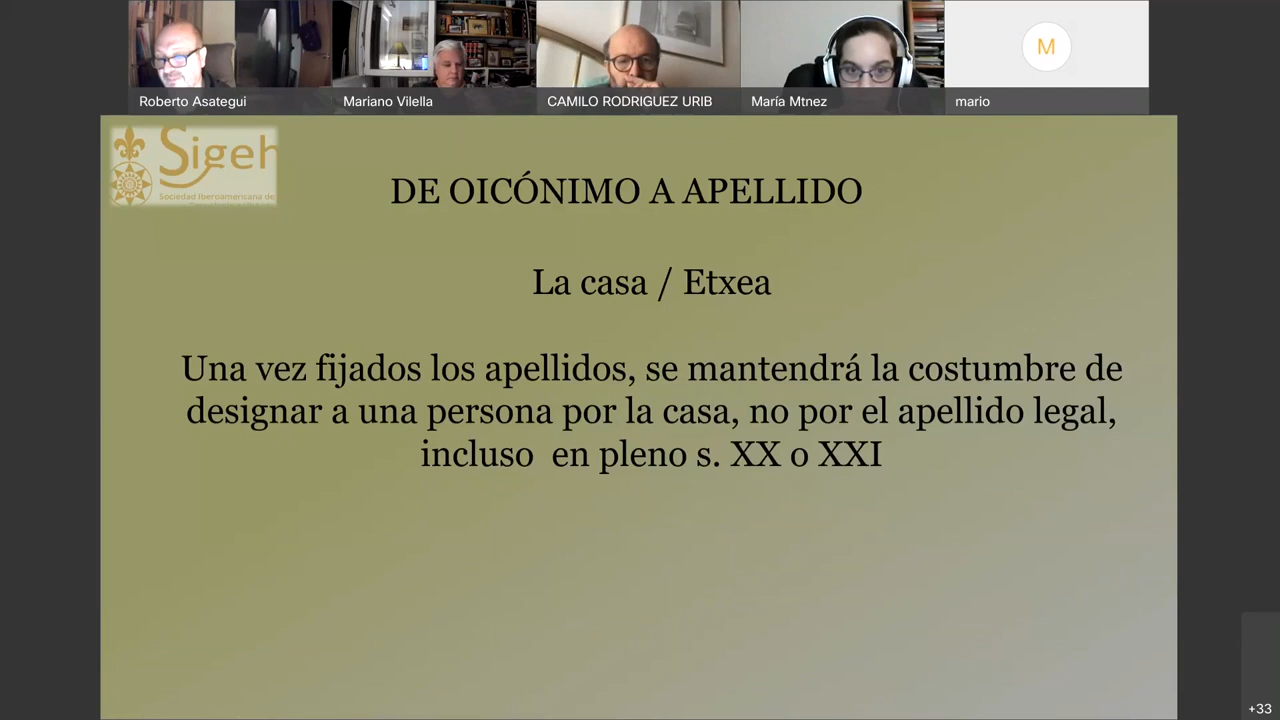 Roberto Asategui
Mariano Vilella
CAMILO RODRIGUEZ URIB
María Mtnez
M
mario
Sigeh
Sociedad Iberoamericana de
DE OICÓNIMO A APELLIDO
La casa / Etxea
Una vez fijados los apellidos, se mantendrá la costumbre de
designar a una persona por la casa, no por el apellido legal,
incluso en pleno s. XX o XXI
+33